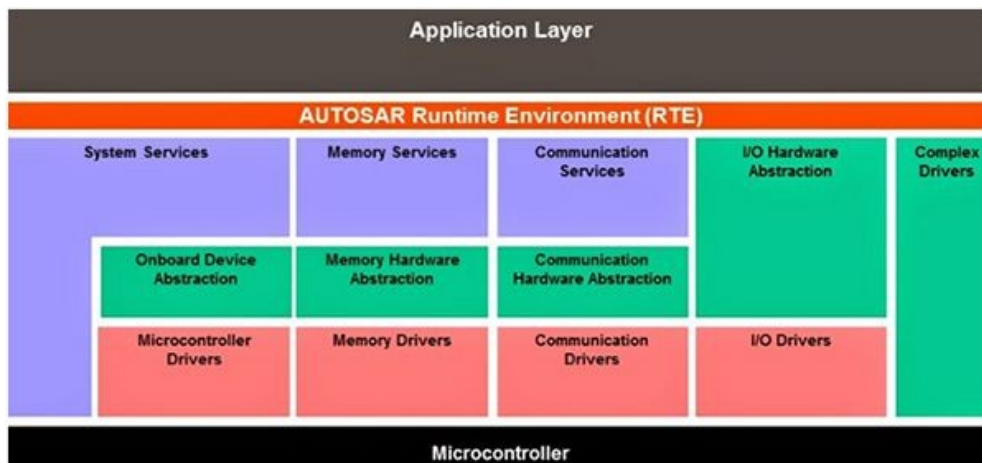 Application Layer
AUTOSAR Runtime Environment (RTE)
System Services
Memory Services
Communication
Services
I/O Hardware
Abstraction
Complex
Drivers
Onboard Device
Abstraction
Memory Hardware
Abstraction
Communication
Hardware Abstraction
Microcontroller
Drivers
Memory Drivers
Communication
Drivers
I/O Drivers
Microcontroller